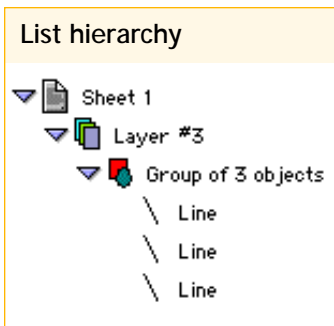 List hierarchy
Sheet 1
Layer #3
Group of 3 objects
Line
Line
Line